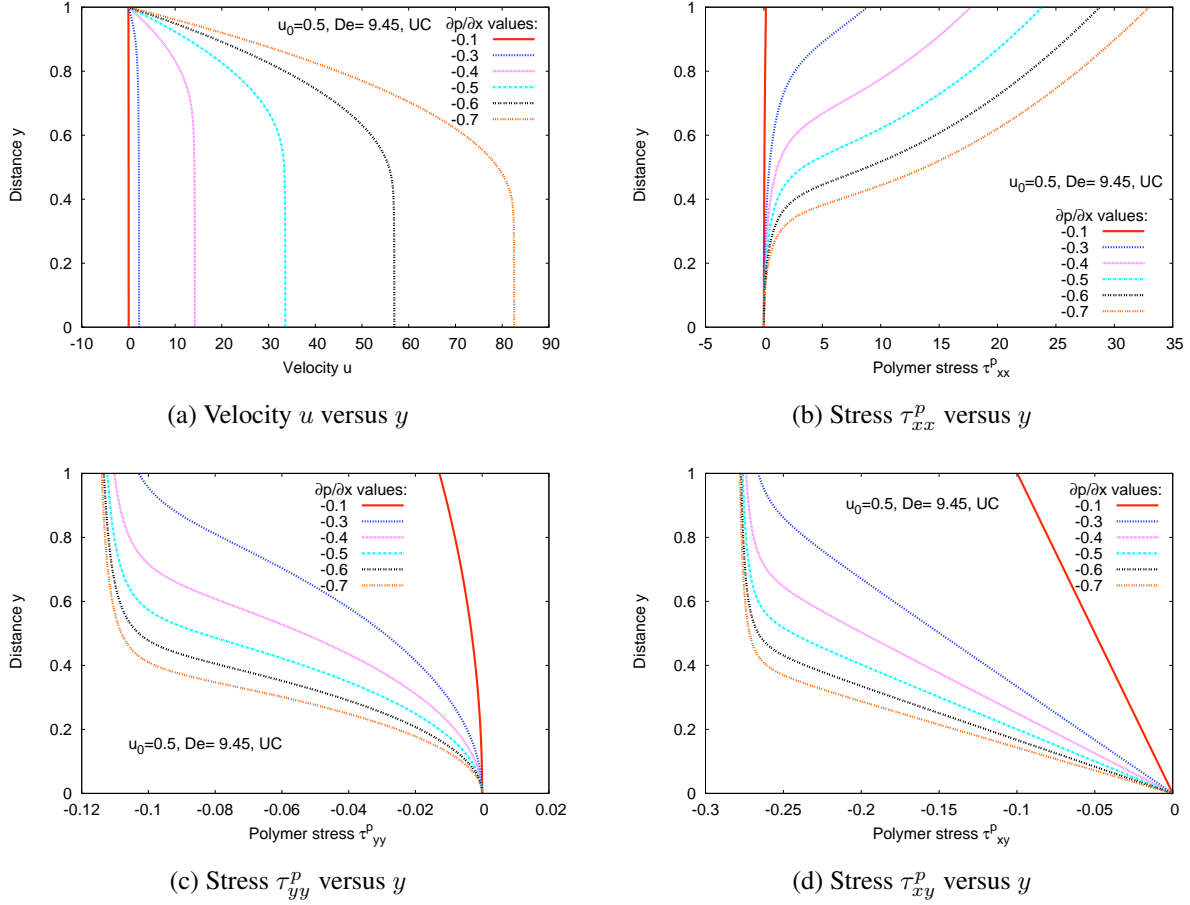 u0=0.5, De= 9.45, UC
∂p/∂x values:
-0.1
-0.3
-0.4
-0.5
-0.6
-0.7
Distance y
1
0.8
0.6
0.4
0.2
0
-10 0 10 20 30 40 50 60 70 80 90
Velocity u
(a) Velocity u versus y
u0=0.5, De= 9.45, UC
∂p/∂x values:
-0.1
-0.3
-0.4
-0.5
-0.6
-0.7
Distance y
1
0.8
0.6
0.4
0.2
0
-5 0 5 10 15 20 25 30 35
Polymer stress τ^p_xx
(b) Stress τ^p_xx versus y
∂p/∂x values:
-0.1
-0.3
-0.4
-0.5
-0.6
-0.7
u0=0.5, De= 9.45, UC
Distance y
1
0.8
0.6
0.4
0.2
0
-0.12 -0.1 -0.08 -0.06 -0.04 -0.02 0 0.02
Polymer stress τ^p_yy
(c) Stress τ^p_yy versus y
u0=0.5, De= 9.45, UC
∂p/∂x values:
-0.1
-0.3
-0.4
-0.5
-0.6
-0.7
Distance y
1
0.8
0.6
0.4
0.2
0
-0.3 -0.25 -0.2 -0.15 -0.1 -0.05 0
Polymer stress τ^p_xy
(d) Stress τ^p_xy versus y